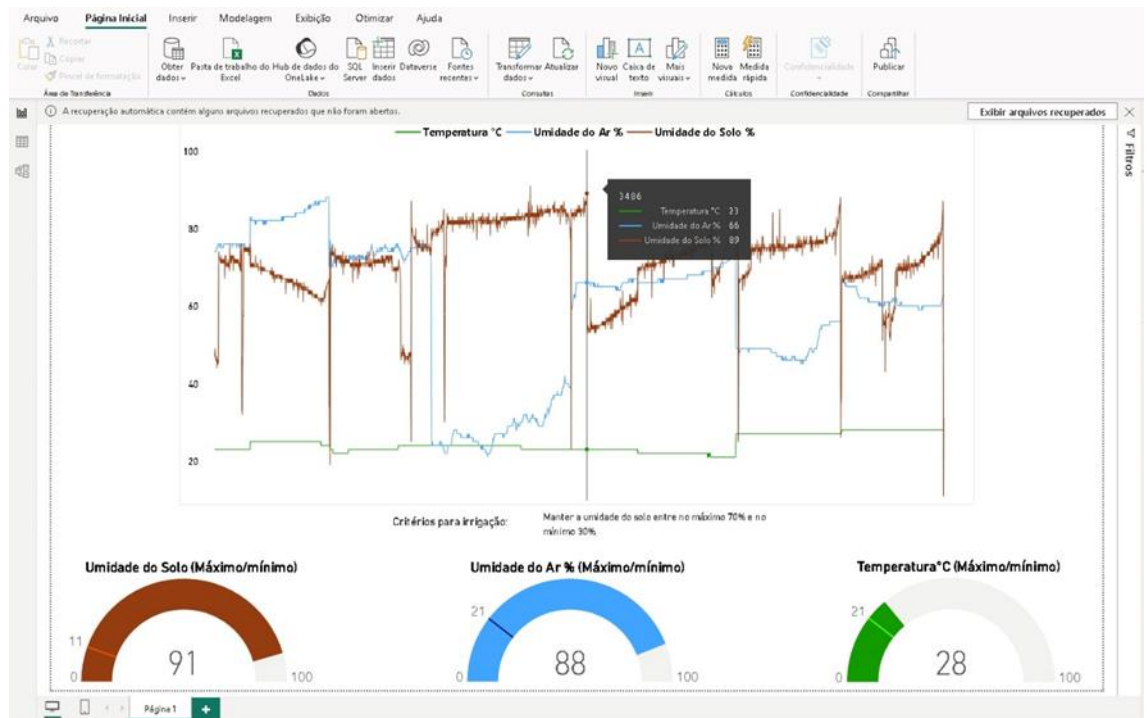 Arquivo Página Inicial Inserir Modelagem Exibição Otimizar Ajuda
Recortar
Copiar
Colar
Pincel de formatação
Obter dados
Pasta de trabalho do Excel
Hub de dados do OneLake
SQL Server
Inserir dados
Dataverse
Fontes recentes
Transformar dados
Atualizar
Novo visual
Caixa de texto
Mais visuais
Nova medida
Medida rápida
Confidencialidade
Publicar
Área de Transferência Dados Consultas Inserir Cálculos Confidencialidade Compartilhar
A recuperação automática contém alguns arquivos recuperados que não foram abertos.
Exibir arquivos recuperados
Filtros
Temperatura °C Umidade do Ar % Umidade do Solo %
100
80
60
40
20
3486
Temperatura °C 23
Umidade do Ar % 66
Umidade do Solo % 89
Critérios para irrigação:
Manter a umidade do solo entre no máximo 70% e no
mínimo 30%
Umidade do Solo (Máximo/mínimo)
11
91
0
100
Umidade do Ar % (Máximo/mínimo)
21
88
0
100
Temperatura°C (Máximo/mínimo)
21
28
0
100
Página 1